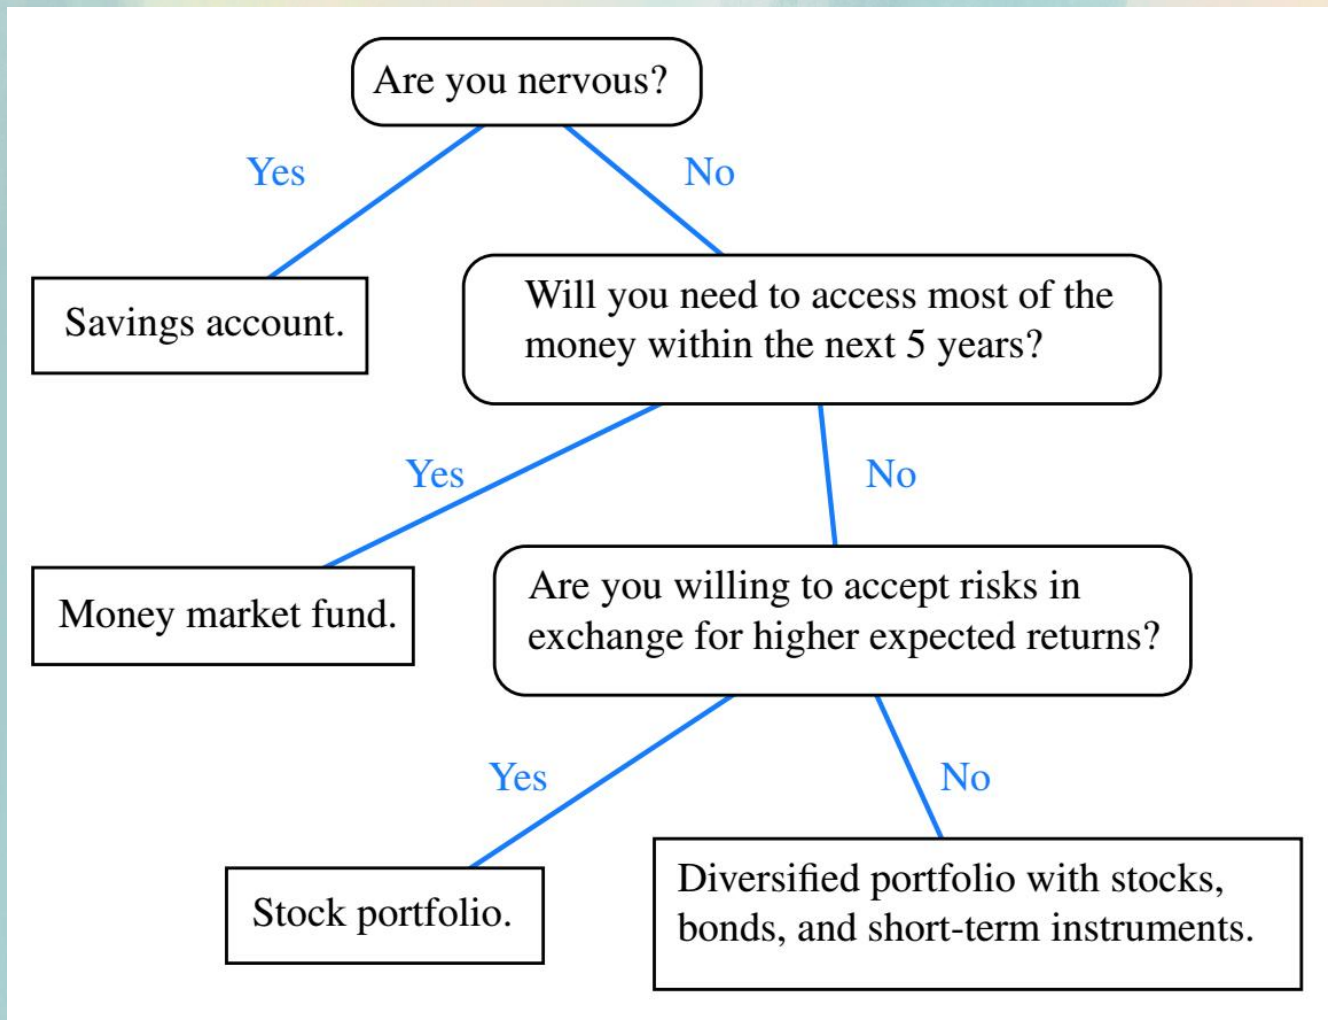 Are you nervous?
Yes
No
Savings account.
Will you need to access most of the
money within the next 5 years?
Yes
No
Money market fund.
Are you willing to accept risks in
exchange for higher expected returns?
Yes
No
Stock portfolio.
Diversified portfolio with stocks,
bonds, and short-term instruments.